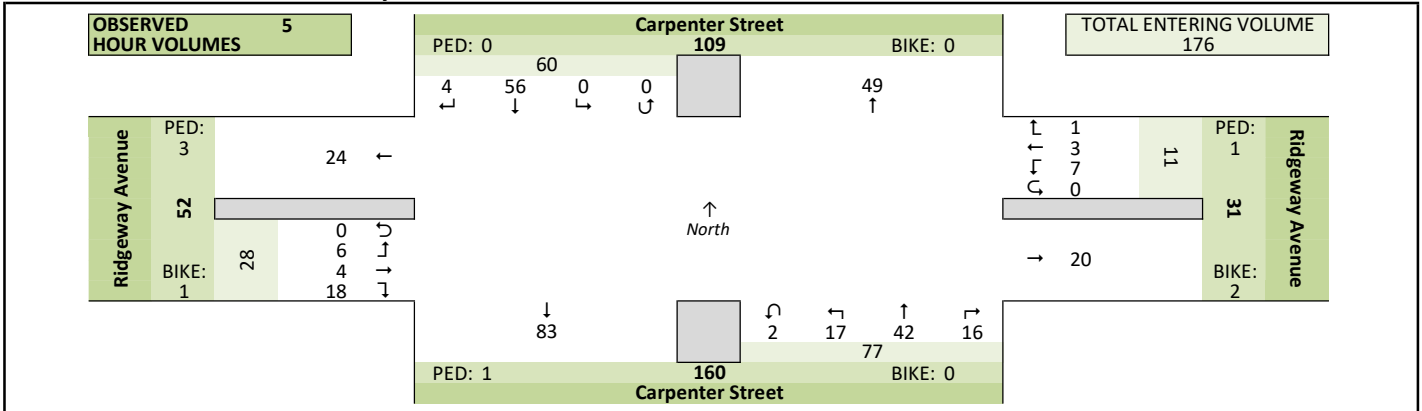 OBSERVED 5
HOUR VOLUMES
Carpenter Street
TOTAL ENTERING VOLUME
176
PED: 0 109 BIKE: 0
60
4 56 0 0
↵ ↓ ↳ ↺
49
↑
Ridgeway Avenue
PED:
3
52
BIKE:
1
28
24 ←
0 ⮌
6 ↰
4 →
18 ↴
↑
North
↑ 1
← 3
↓ 7
⮎ 0
11
→ 20
PED:
1
31
BIKE:
2
Ridgeway Avenue
↓
83
↶ ↰ ↑ ↱
2 17 42 16
77
PED: 1 160 BIKE: 0
Carpenter Street